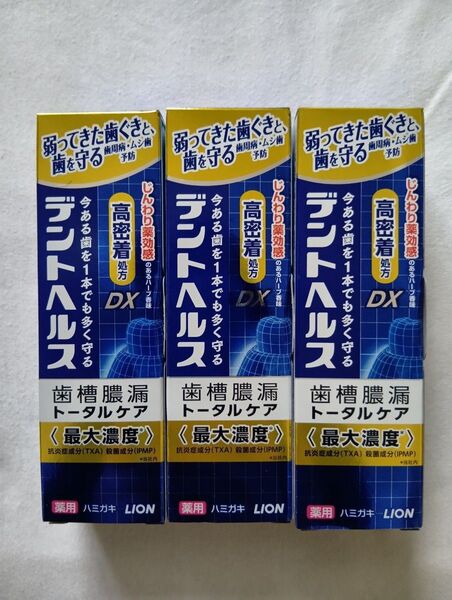 弱ってきた歯ぐきと、
歯を守る 歯周病・ムシ歯
予防
じんわり薬効感
のあるハーブ香味
高密着処方
今ある歯を1本でも多く守る
デントヘルス
DX
歯槽膿漏
トータルケア
〈最大濃度*〉
抗炎症成分(TXA) 殺菌成分(IPMP)
*当社内
薬用 ハミガキ LION
弱ってきた歯ぐきと、
歯を守る 歯周病・ムシ歯
予防
じんわり薬効感
のあるハーブ香味
高密着処方
今ある歯を1本でも多く守る
デントヘルス
DX
歯槽膿漏
トータルケア
〈最大濃度*〉
抗炎症成分(TXA) 殺菌成分(IPMP)
*当社内
薬用 ハミガキ LION
弱ってきた歯ぐきと、
歯を守る 歯周病・ムシ歯
予防
じんわり薬効感
のあるハーブ香味
高密着処方
今ある歯を1本でも多く守る
デントヘルス
DX
歯槽膿漏
トータルケア
〈最大濃度*〉
抗炎症成分(TXA) 殺菌成分(IPMP)
*当社内
薬用 ハミガキ LION